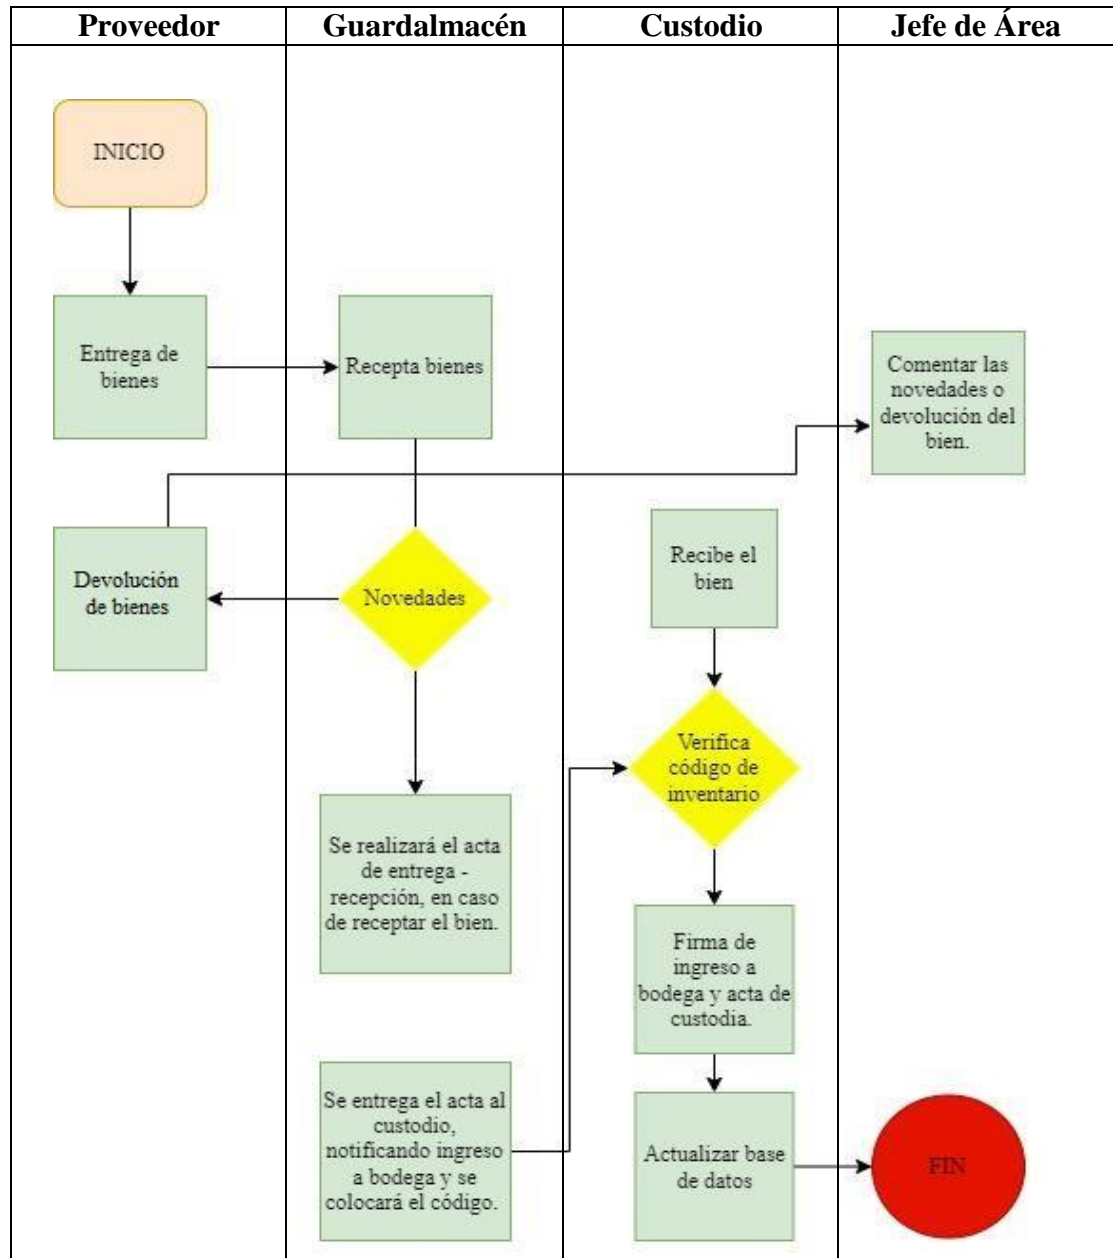 Proveedor
Guardalmacén
Custodio
Jefe de Área
INICIO
Entrega de
bienes
Recepta bienes
Comentar las
novedades o
devolución del
bien.
Devolución
de bienes
Novedades
Recibe el
bien
Verifica
código de
inventario
Se realizará el acta
de entrega -
recepción, en caso
de receptar el bien.
Firma de
ingreso a
bodega y acta de
custodia.
Se entrega el acta al
custodio,
notificando ingreso
a bodega y se
colocará el código.
Actualizar base
de datos
FIN